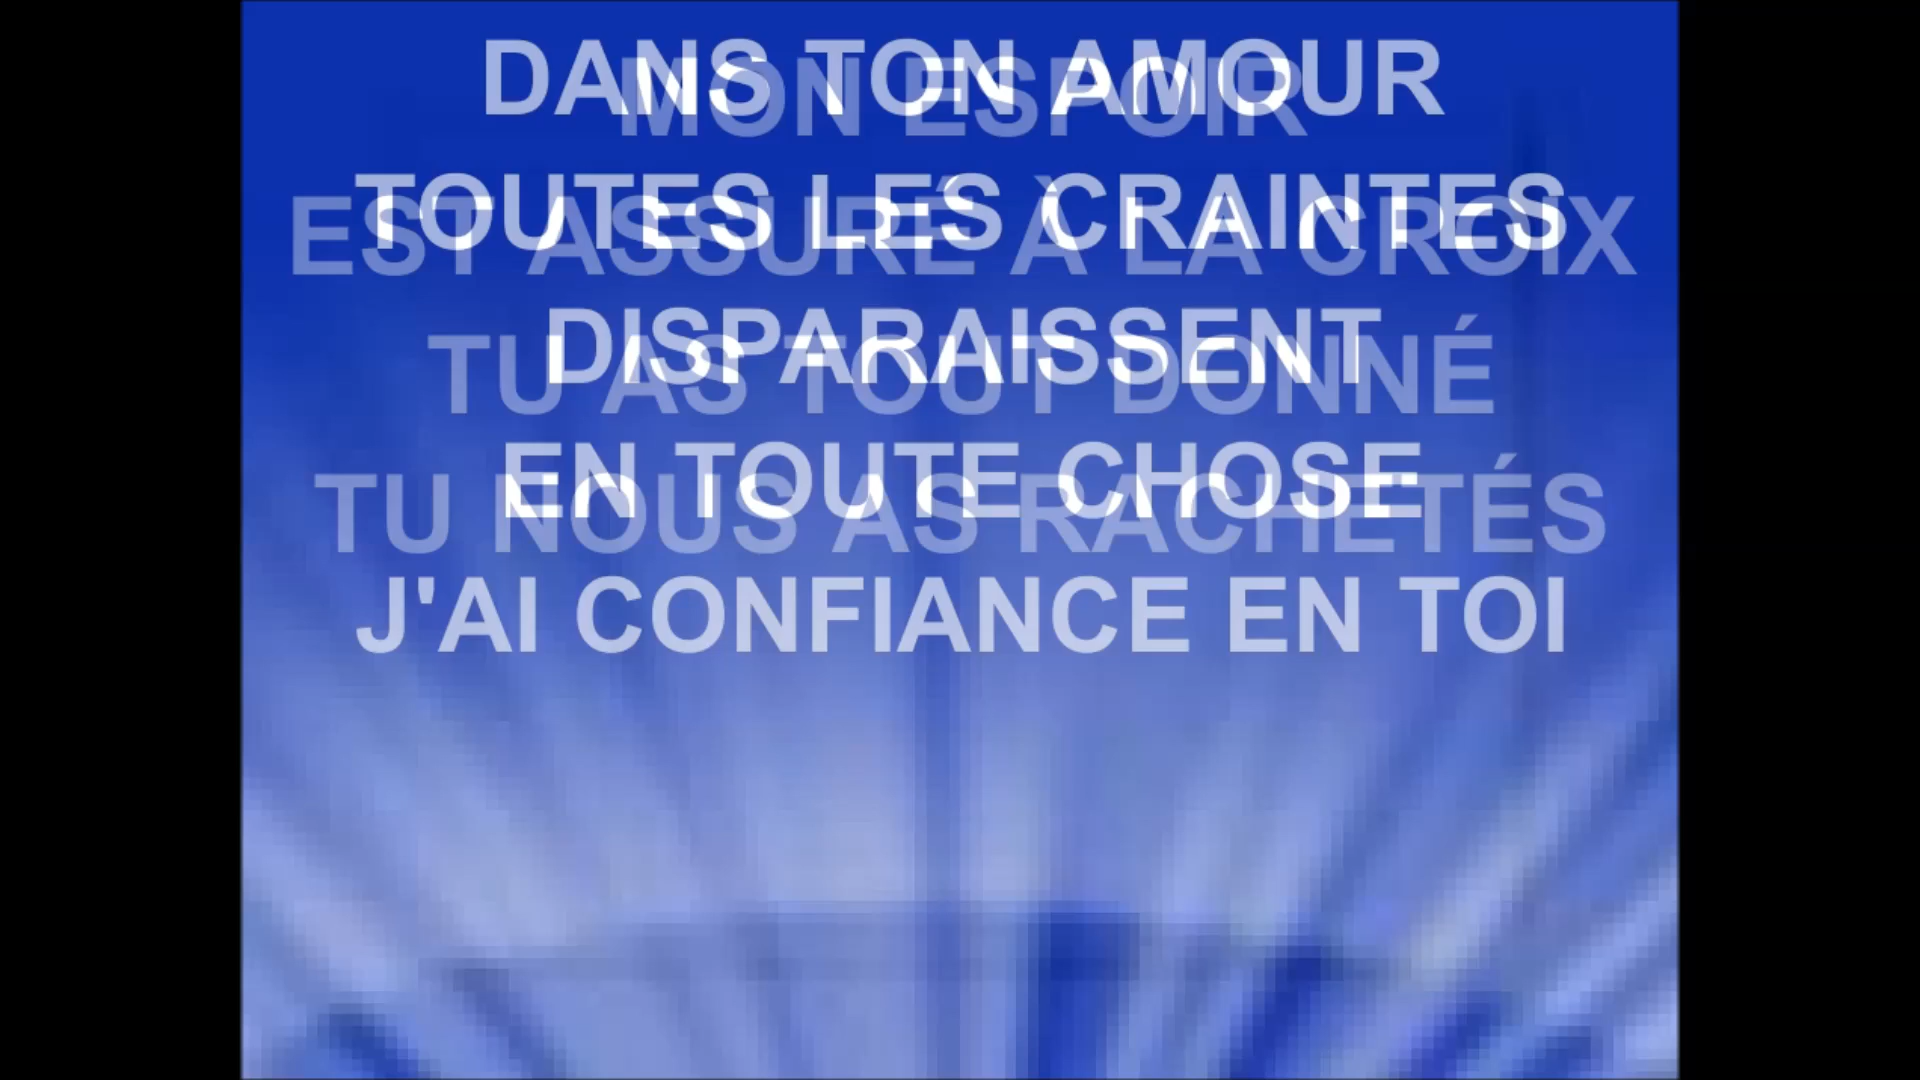 DANS TON AMOUR
MON ESPOIR
TOUTES LES CRAINTES
EST ASSURÉ À LA CROIX
DISPARAISSENT
TU AS TOUT DONNÉ
EN TOUTE CHOSE
TU NOUS AS RACHETÉS
J'AI CONFIANCE EN TOI